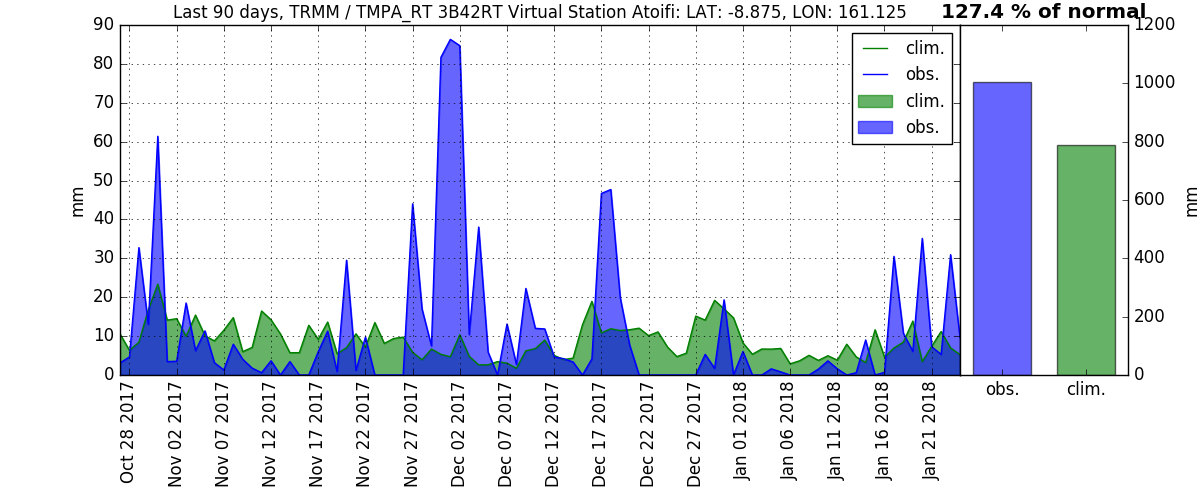 Last 90 days, TRMM / TMPA_RT 3B42RT Virtual Station Atoifi: LAT: -8.875, LON: 161.125
127.4 % of normal
90
80
70
60
50
40
30
20
10
0
mm
clim.
obs.
clim.
obs.
Oct 28 2017
Nov 02 2017
Nov 07 2017
Nov 12 2017
Nov 17 2017
Nov 22 2017
Nov 27 2017
Dec 02 2017
Dec 07 2017
Dec 12 2017
Dec 17 2017
Dec 22 2017
Dec 27 2017
Jan 01 2018
Jan 06 2018
Jan 11 2018
Jan 16 2018
Jan 21 2018
1200
1000
800
600
400
200
0
mm
obs.
clim.